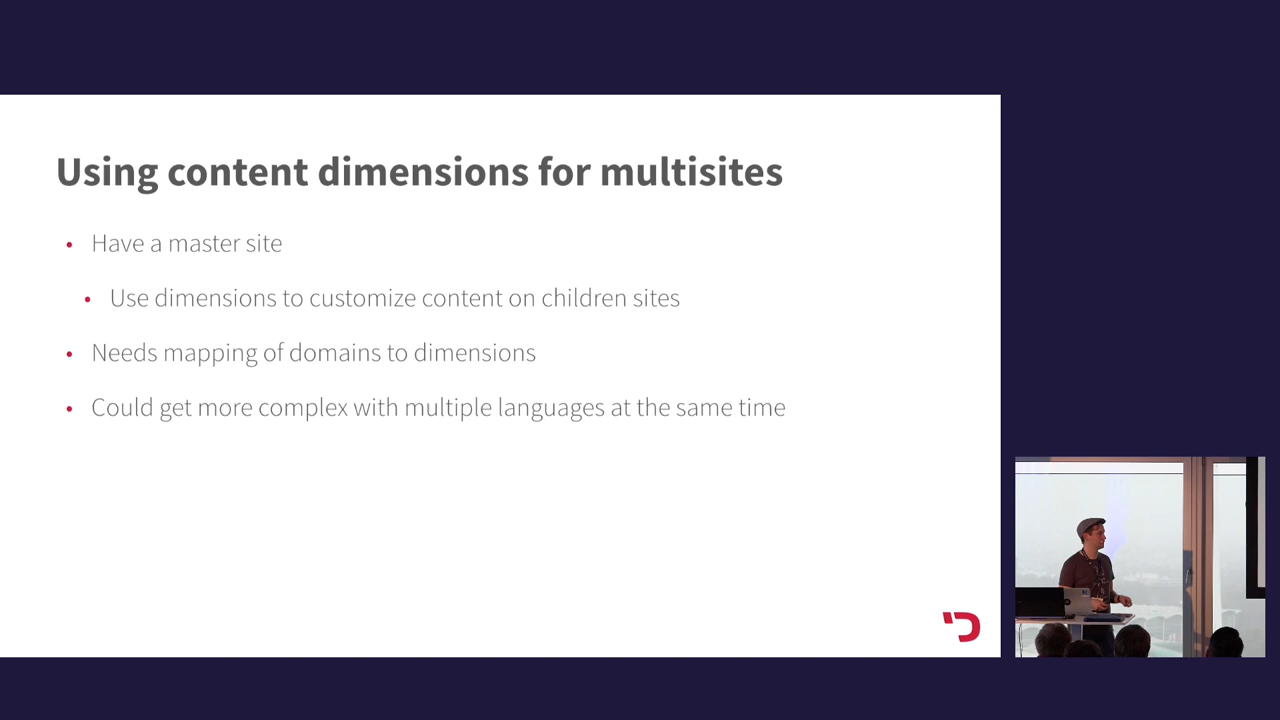 Using content dimensions for multisites
• Have a master site
• Use dimensions to customize content on children sites
• Needs mapping of domains to dimensions
• Could get more complex with multiple languages at the same time